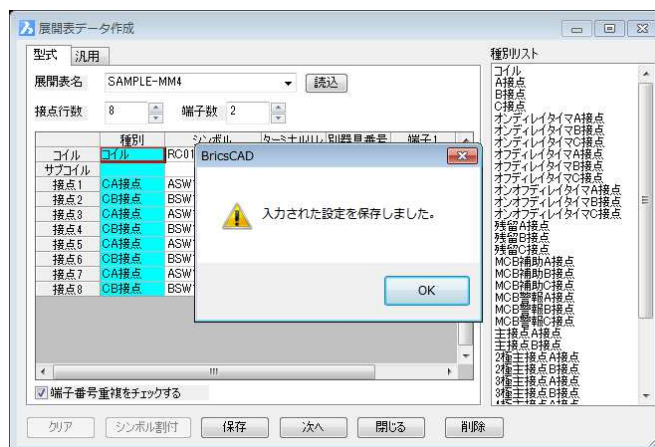 展開表データ作成
型式 汎用
展開表名 SAMPLE-MM4 読込
接点行数 8 端子数 2
種別 シンボル 端子1
コイル コイル RC01
サブコイル
接点1 CA接点 ASW
接点2 CB接点 BSW
接点3 CA接点 ASW
接点4 CB接点 BSW
接点5 CA接点 ASW
接点6 CB接点 BSW
接点7 CA接点 ASW
接点8 CB接点 BSW
BricsCAD
入力された設定を保存しました。
OK
端子番号重複をチェックする
クリア シンボル割付 保存 次へ 閉じる 削除
種別リスト
コイル
A接点
B接点
C接点
オンディレイタイマA接点
オンディレイタイマB接点
オンディレイタイマC接点
オフディレイタイマA接点
オフディレイタイマB接点
オフディレイタイマC接点
オンオフディレイタイマA接点
オンオフディレイタイマB接点
オンオフディレイタイマC接点
残留A接点
残留B接点
残留C接点
MCB補助A接点
MCB補助B接点
MCB補助C接点
MCB警報A接点
MCB警報B接点
MCB警報C接点
主接点A接点
主接点B接点
2極主接点A接点
2極主接点B接点
3極主接点A接点
3極主接点B接点